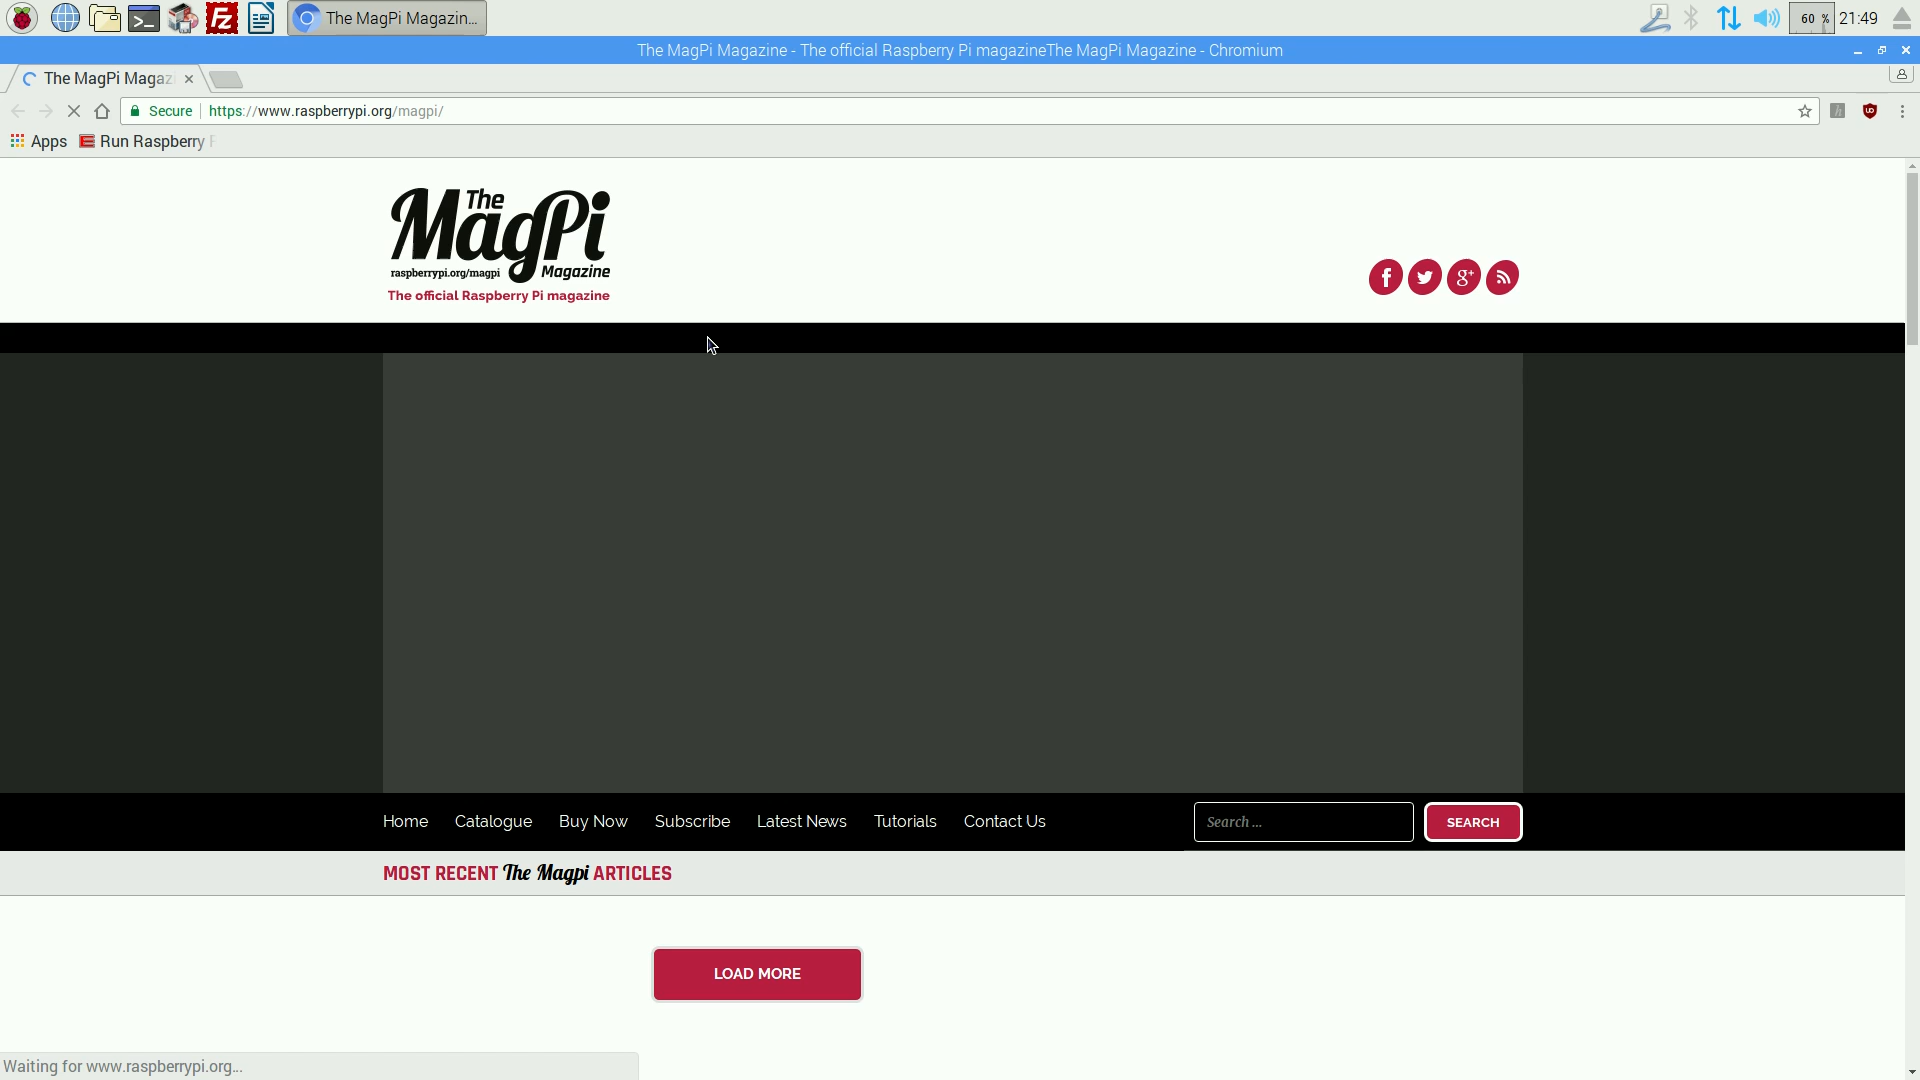 The MagPi Magazin...
60 %
21:49
The MagPi Magazine - The official Raspberry Pi magazineThe MagPi Magazine - Chromium
The MagPi Magaz
Secure
https://www.raspberrypi.org/magpi/
Apps
Run Raspberry
The MagPi
raspberrypi.org/magpi
Magazine
The official Raspberry Pi magazine
Home
Catalogue
Buy Now
Subscribe
Latest News
Tutorials
Contact Us
Search ...
SEARCH
MOST RECENT The Magpi ARTICLES
LOAD MORE
Waiting for www.raspberrypi.org...